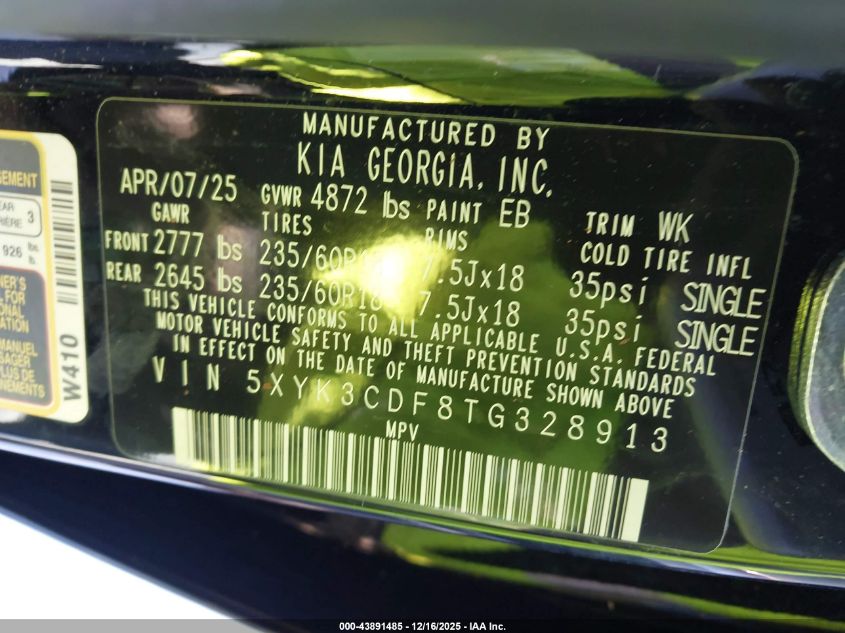 MANUFACTURED BY
KIA GEORGIA, INC.
APR/07/25 GVWR 4872 lbs PAINT EB TRIM WK
GAWR TIRES RIMS COLD TIRE INFL
FRONT 2777 lbs 7.5Jx18 35psi SINGLE
REAR 2645 lbs 235/60R18 7.5Jx18 35psi SINGLE
THIS VEHICLE CONFORMS TO ALL APPLICABLE U.S.A. FEDERAL
MOTOR VEHICLE SAFETY AND THEFT PREVENTION STANDARDS
IN EFFECT ON THE DATE OF MANUFACTURE SHOWN ABOVE
VIN 5XYK3CDF8TG328913
MPV
3
926 lbs
W410
000-43891485 - 12/16/2025 - IAA Inc.